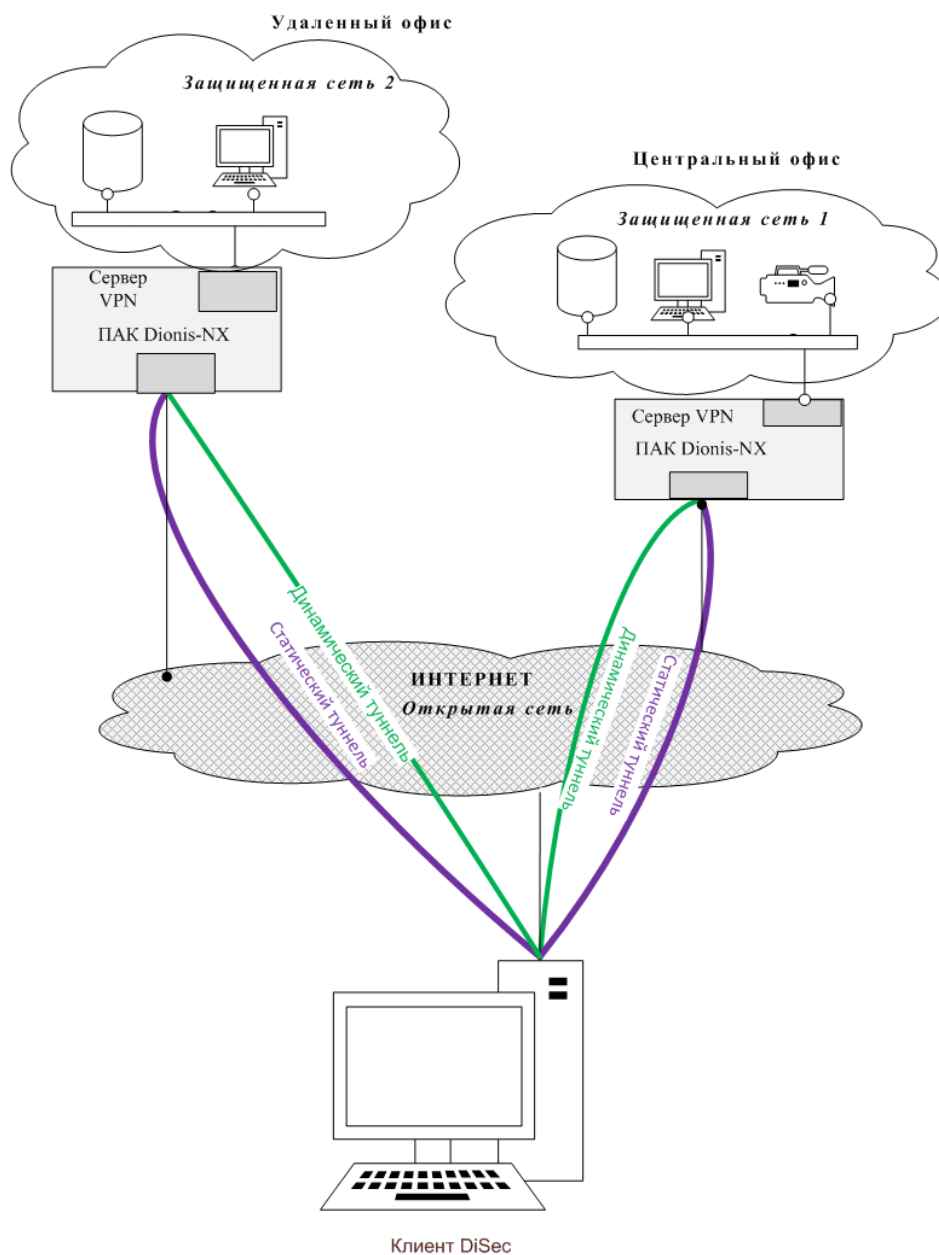 Удаленный офис
Защищенная сеть 2
Центральный офис
Защищенная сеть 1
Сервер
VPN
ПАК Dionis-NX
Сервер VPN
ПАК Dionis-NX
Динамический туннель
Статический туннель
Динамический туннель
Статический туннель
ИНТЕРНЕТ
Открытая сеть
Клиент DiSec